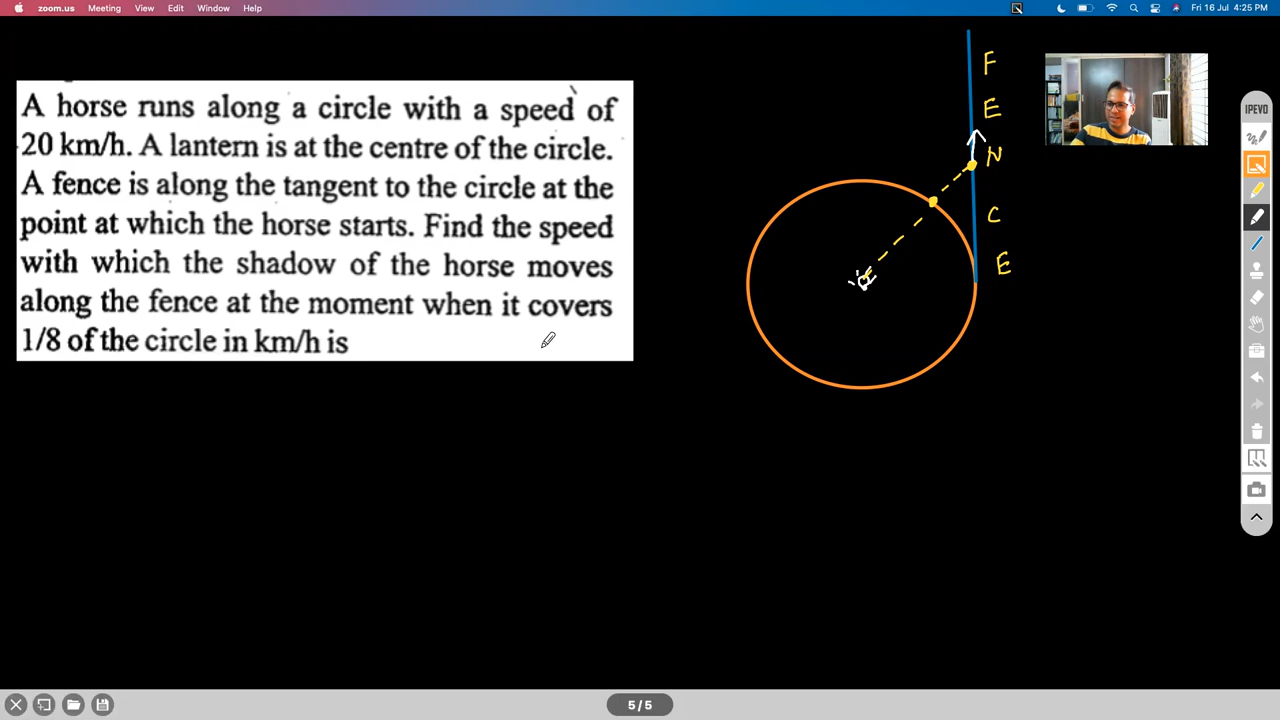 zoom.us Meeting View Edit Window Help Fri 16 Jul 4:25 PM
A horse runs along a circle with a speed of
20 km/h. A lantern is at the centre of the circle.
A fence is along the tangent to the circle at the
point at which the horse starts. Find the speed
with which the shadow of the horse moves
along the fence at the moment when it covers
1/8 of the circle in km/h is
F
E
N
C
E
IPEVO
5/5